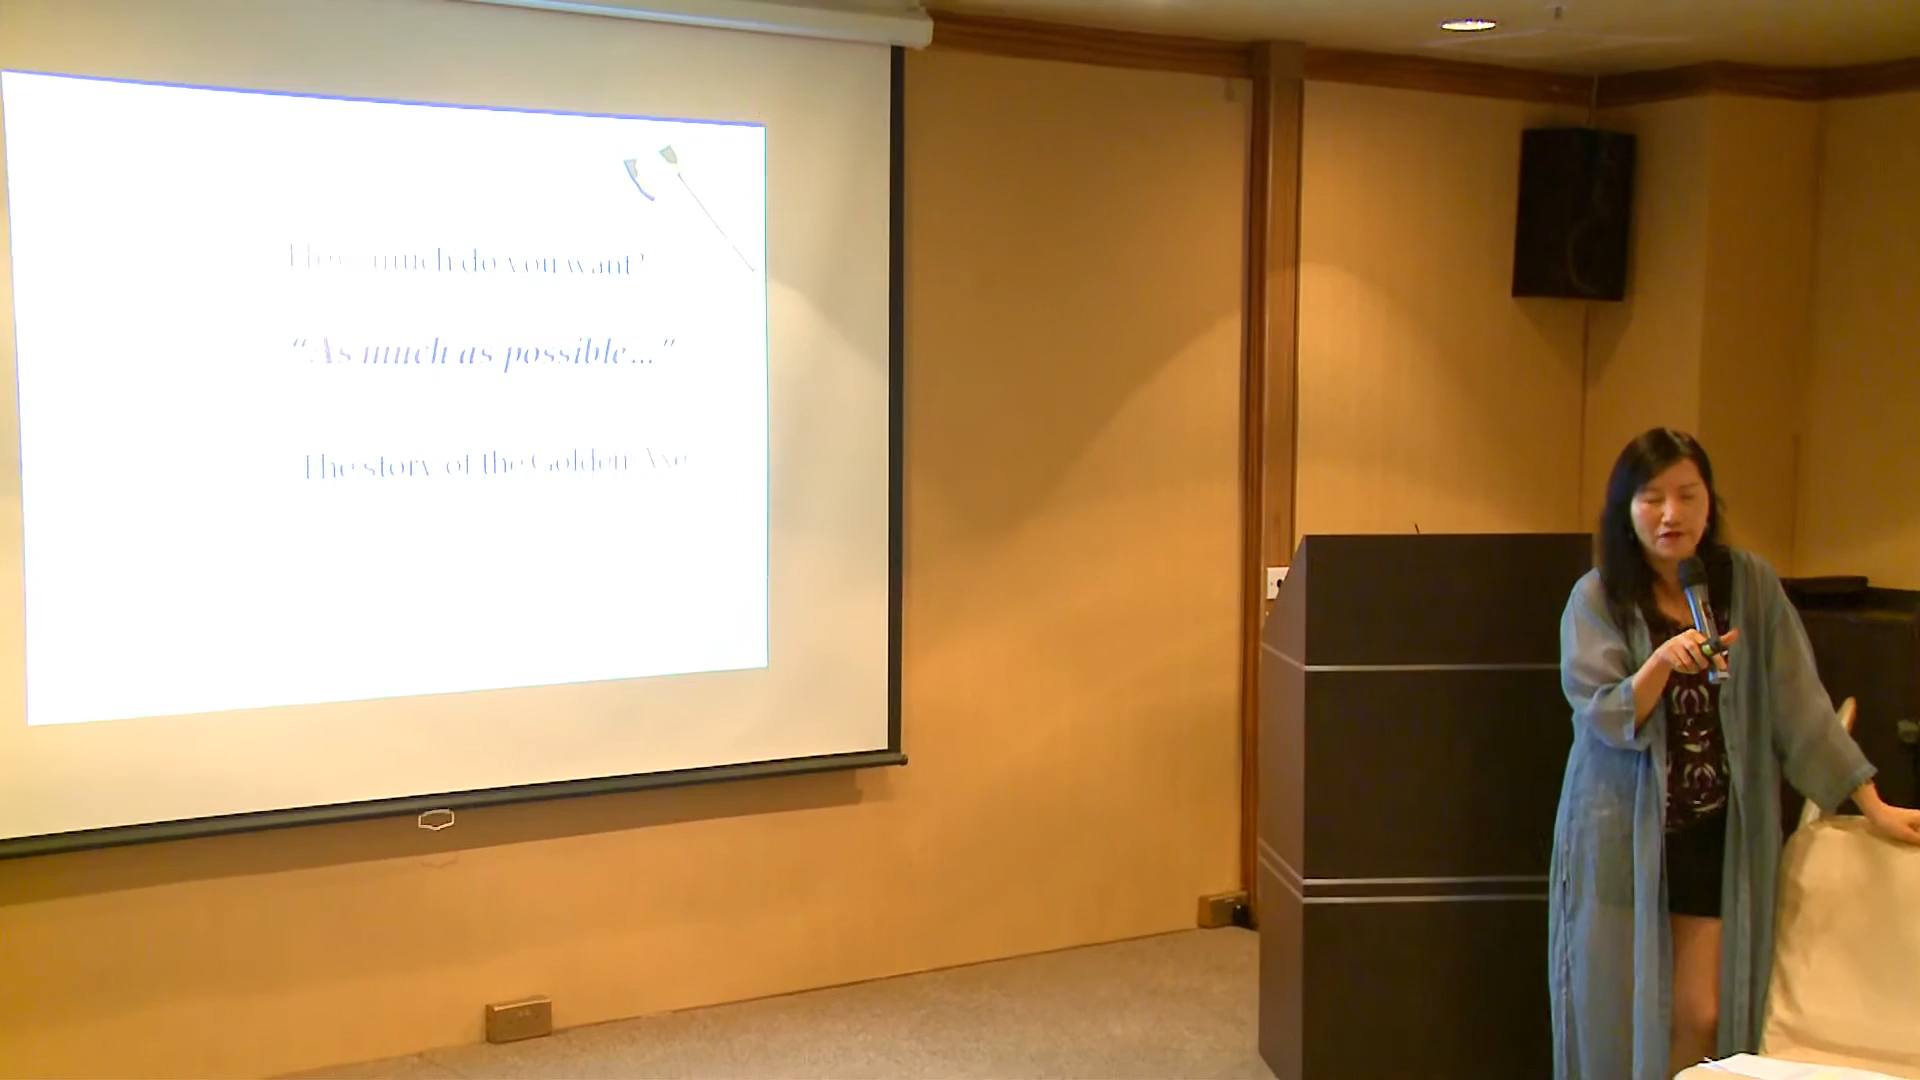 How much do you want?
“As much as possible...”
The story of the Golden Axe